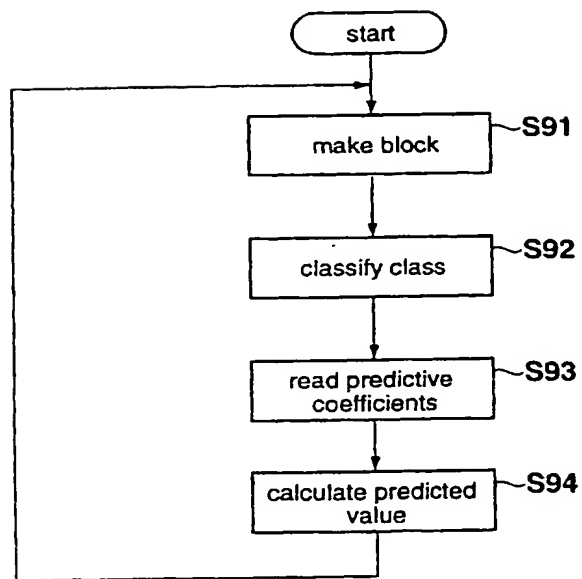 start
make block
S91
classify class
S92
read predictive
coefficients
S93
calculate predicted
value
S94